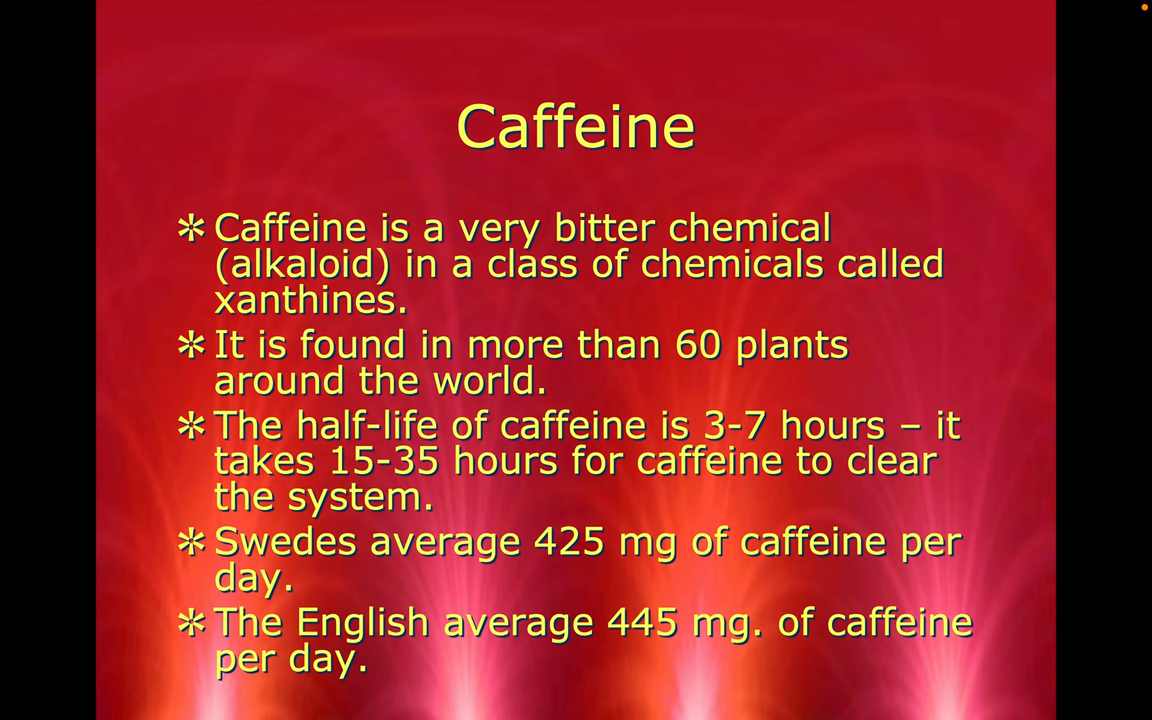 Caffeine
✻ Caffeine is a very bitter chemical
(alkaloid) in a class of chemicals called
xanthines.
✻ It is found in more than 60 plants
around the world.
✻ The half-life of caffeine is 3-7 hours – it
takes 15-35 hours for caffeine to clear
the system.
✻ Swedes average 425 mg of caffeine per
day.
✻ The English average 445 mg. of caffeine
per day.